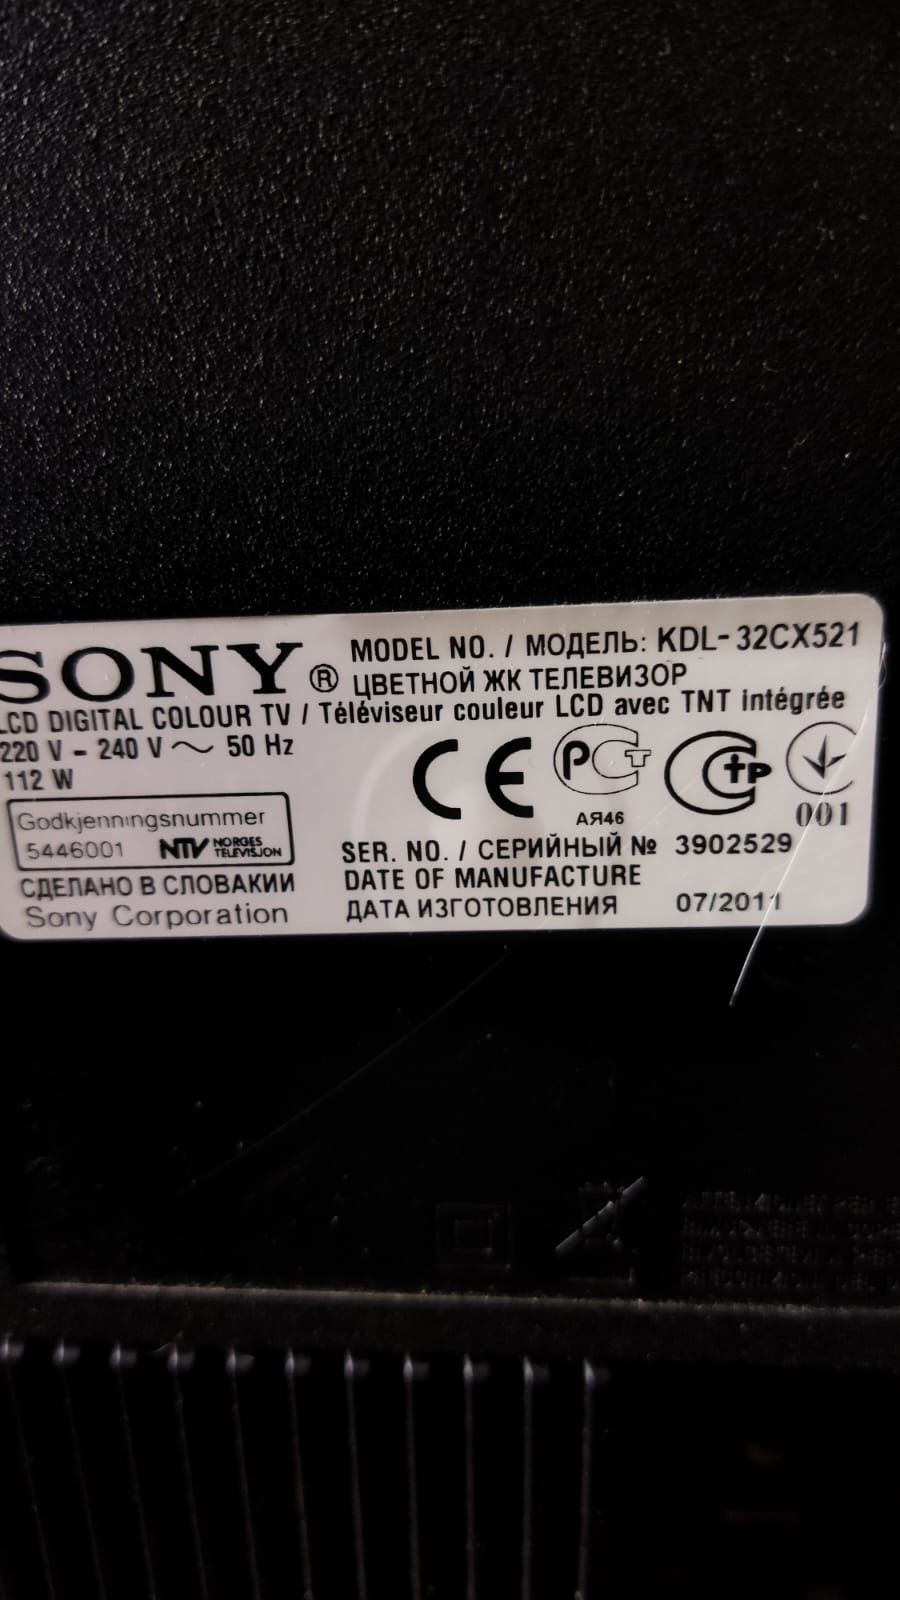 SONY ®
MODEL NO. / МОДЕЛЬ: KDL-32CX521
ЦВЕТНОЙ ЖК ТЕЛЕВИЗОР
LCD DIGITAL COLOUR TV / Téléviseur couleur LCD avec TNT intégrée
220 V - 240 V ~ 50 Hz
112 W
CE
РСТ
АЯ46
Стр
001
Godkjenningsnummer
5446001 NTV NORGES TELEVISJON
СДЕЛАНО В СЛОВАКИИ
Sony Corporation
SER. NO. / СЕРИЙНЫЙ № 3902529
DATE OF MANUFACTURE
ДАТА ИЗГОТОВЛЕНИЯ 07/2011